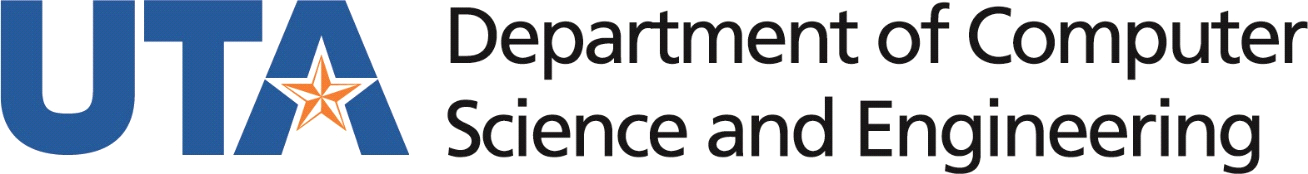 UTA
Department of Computer
Science and Engineering